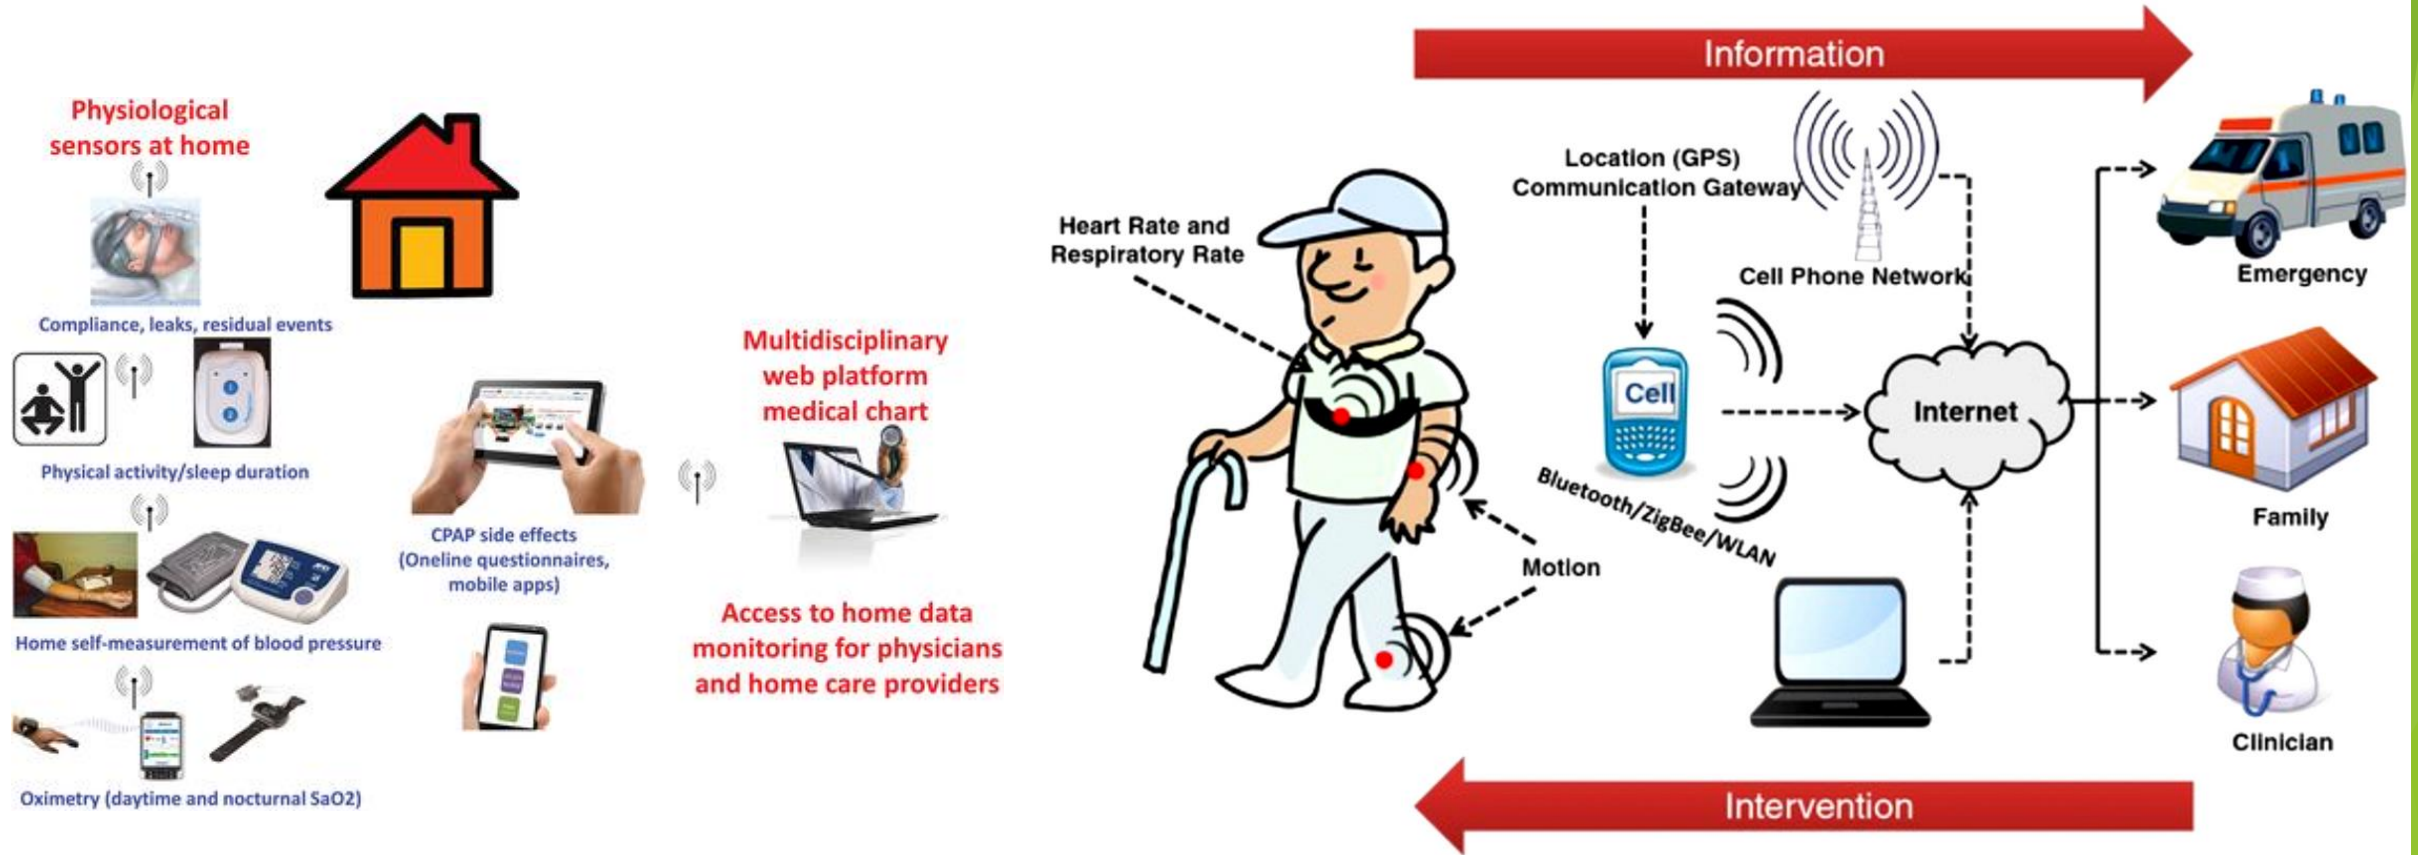 Physiological
sensors at home
Compliance, leaks, residual events
Physical activity/sleep duration
Home self-measurement of blood pressure
Oximetry (daytime and nocturnal SaO2)
CPAP side effects
(Oneline questionnaires,
mobile apps)
Multidisciplinary
web platform
medical chart
Access to home data
monitoring for physicians
and home care providers
Information
Heart Rate and
Respiratory Rate
Location (GPS)
Communication Gateway
Cell Phone Network
Cell
Internet
Bluetooth/ZigBee/WLAN
Motion
Emergency
Family
Clinician
Intervention